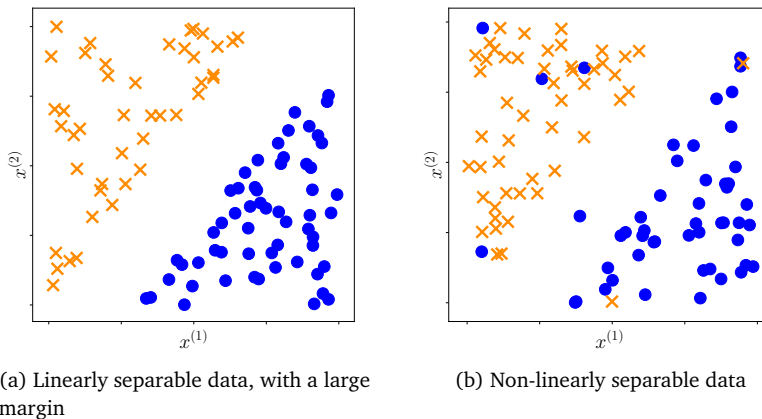 x^{(2)}
x^{(1)}
(a) Linearly separable data, with a large
margin
x^{(2)}
x^{(1)}
(b) Non-linearly separable data